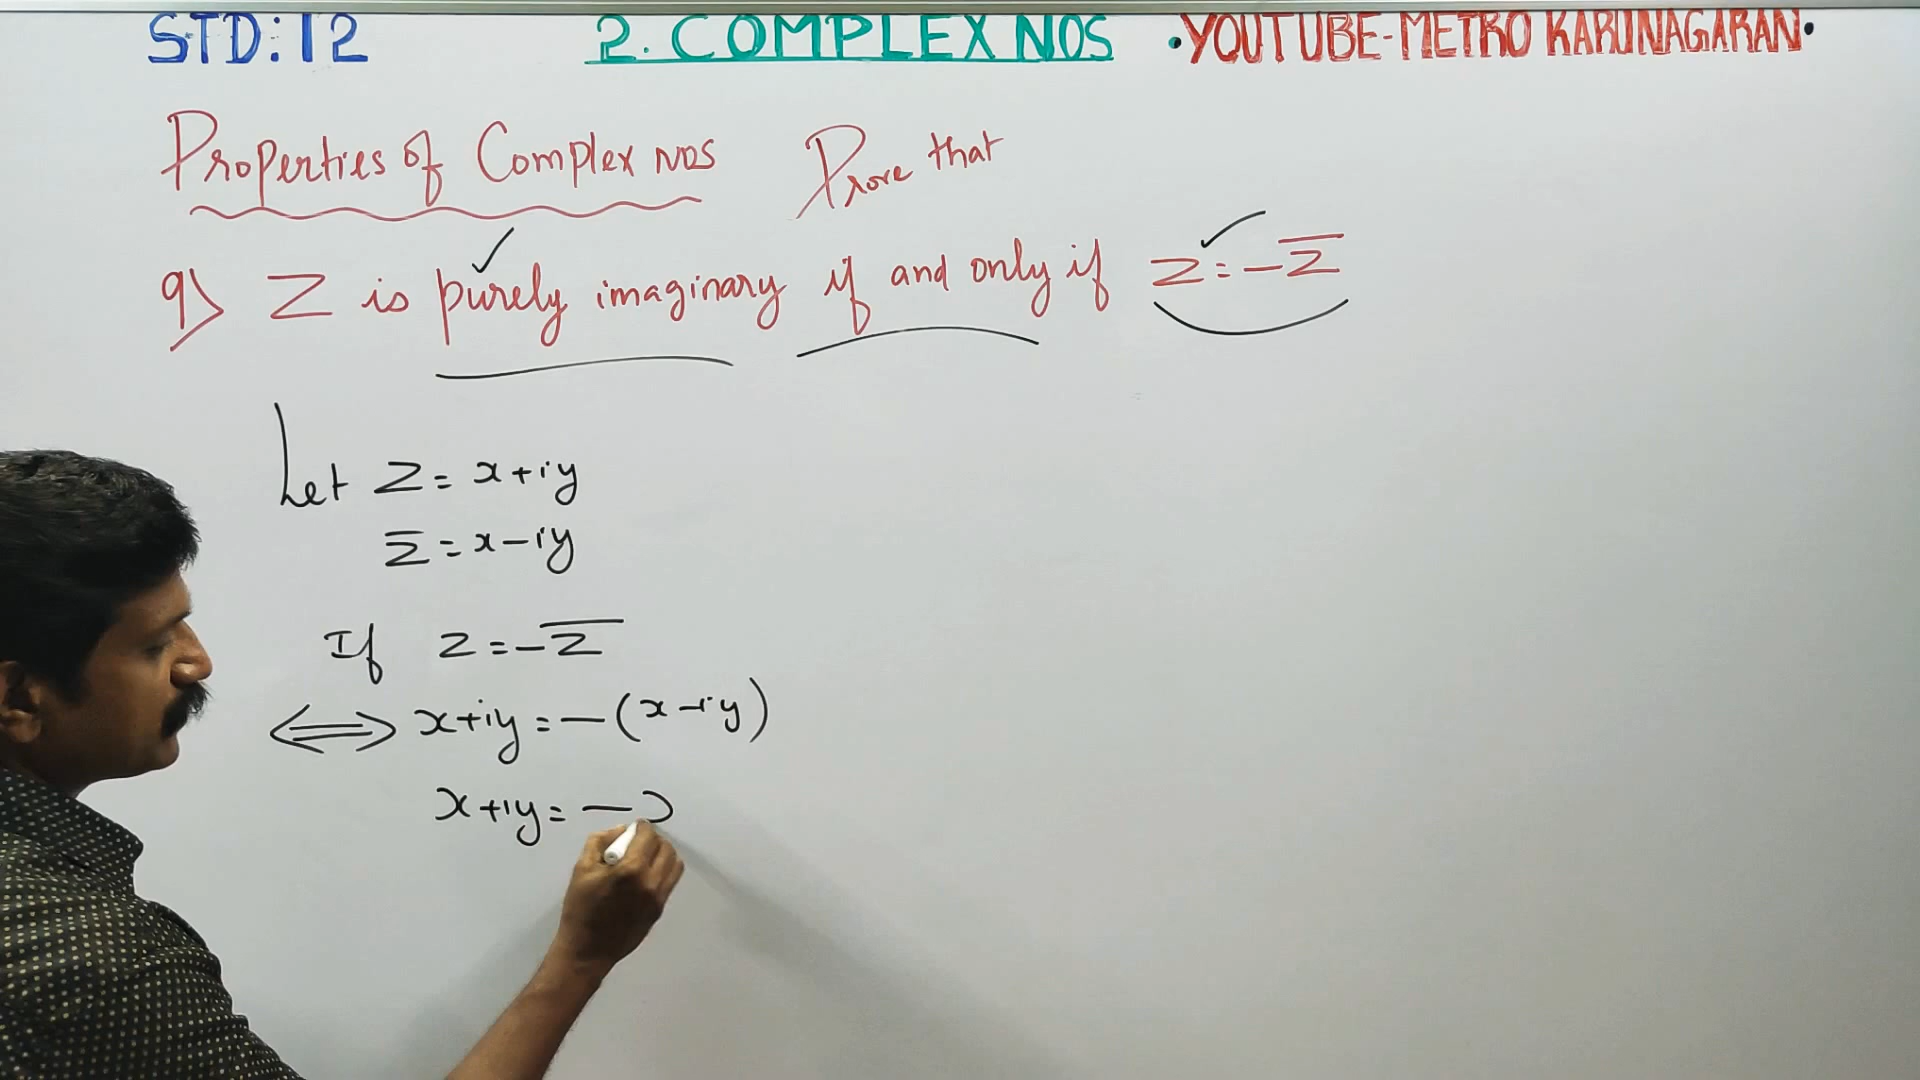 STD: 12 2. COMPLEX NOS •YOUTUBE-METRO KARUNAGARAN•
Properties of Complex nos Prove that
9) Z is purely imaginary if and only if Z = -Z̅
Let Z = x+iy
Z̅ = x-iy
If Z = -Z̅
⟺ x+iy = -(x-iy)
x+iy = -